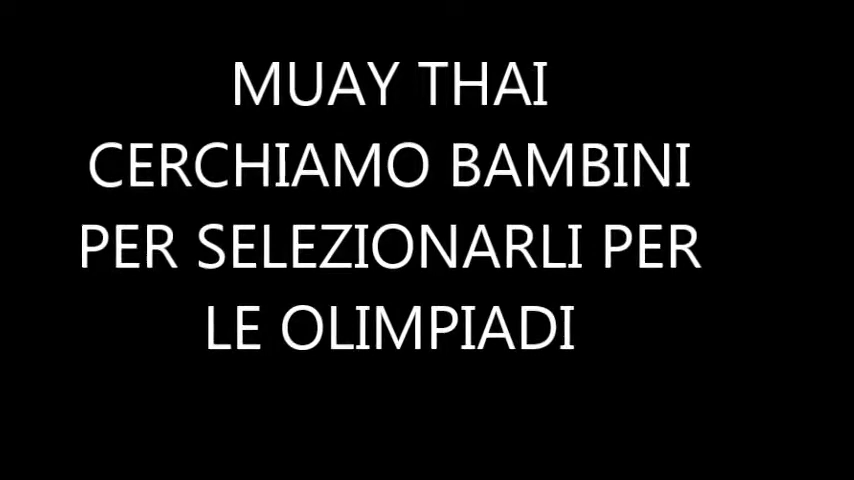 MUAY THAI
CERCHIAMO BAMBINI
PER SELEZIONARLI PER
LE OLIMPIADI